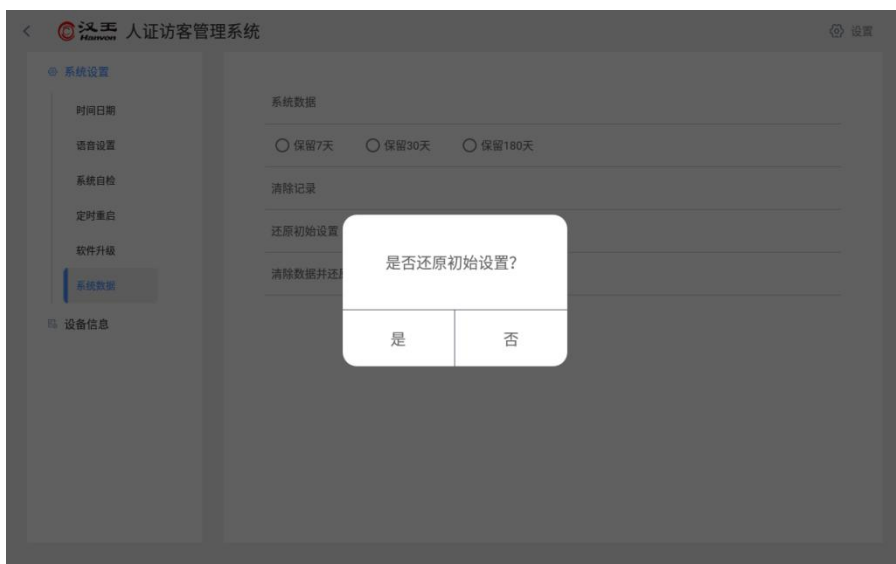 汉王 Hanvon 人证访客管理系统
设置
系统设置
时间日期
语音设置
系统自检
定时重启
软件升级
系统数据
设备信息
系统数据
保留7天 保留30天 保留180天
清除记录
还原初始设置
清除数据并还
是否还原初始设置？
是 否